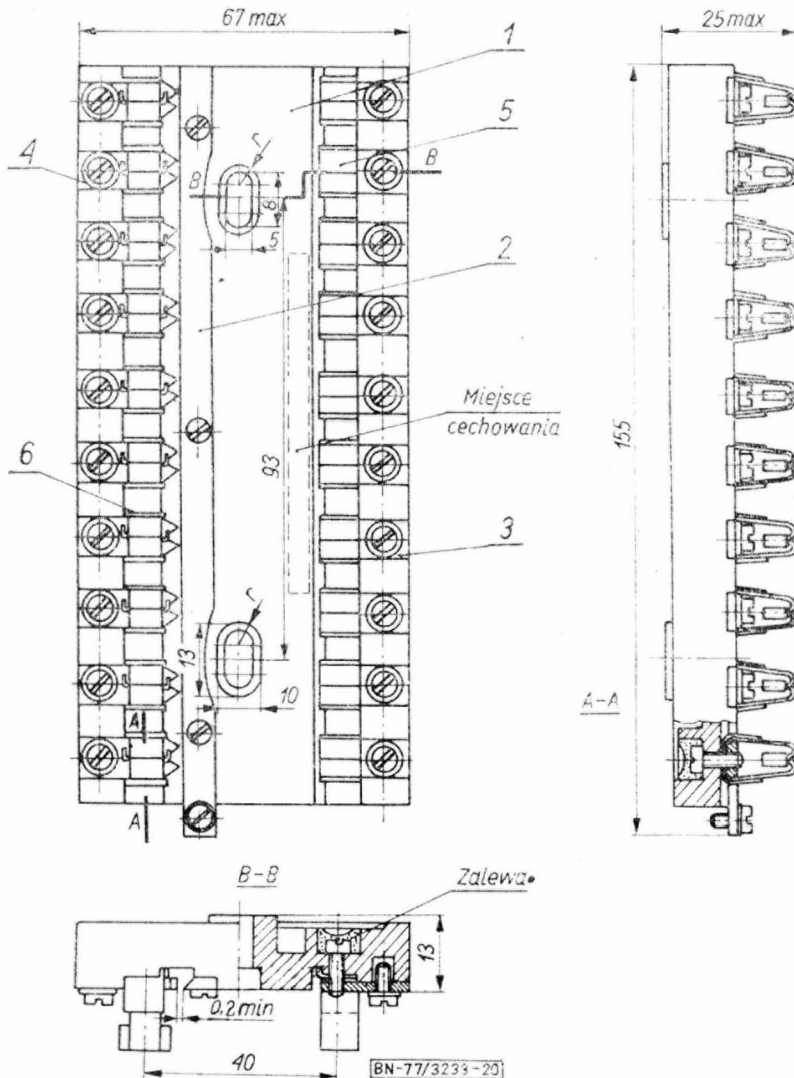 67 max
25 max
1
5
4
B
B
r
8
5
2
Miejsce
cechowania
93
155
6
3
r
13
10
A
A
A-A
B-B
Zalewa
13
0,2 min
40
BN-77/3233-20